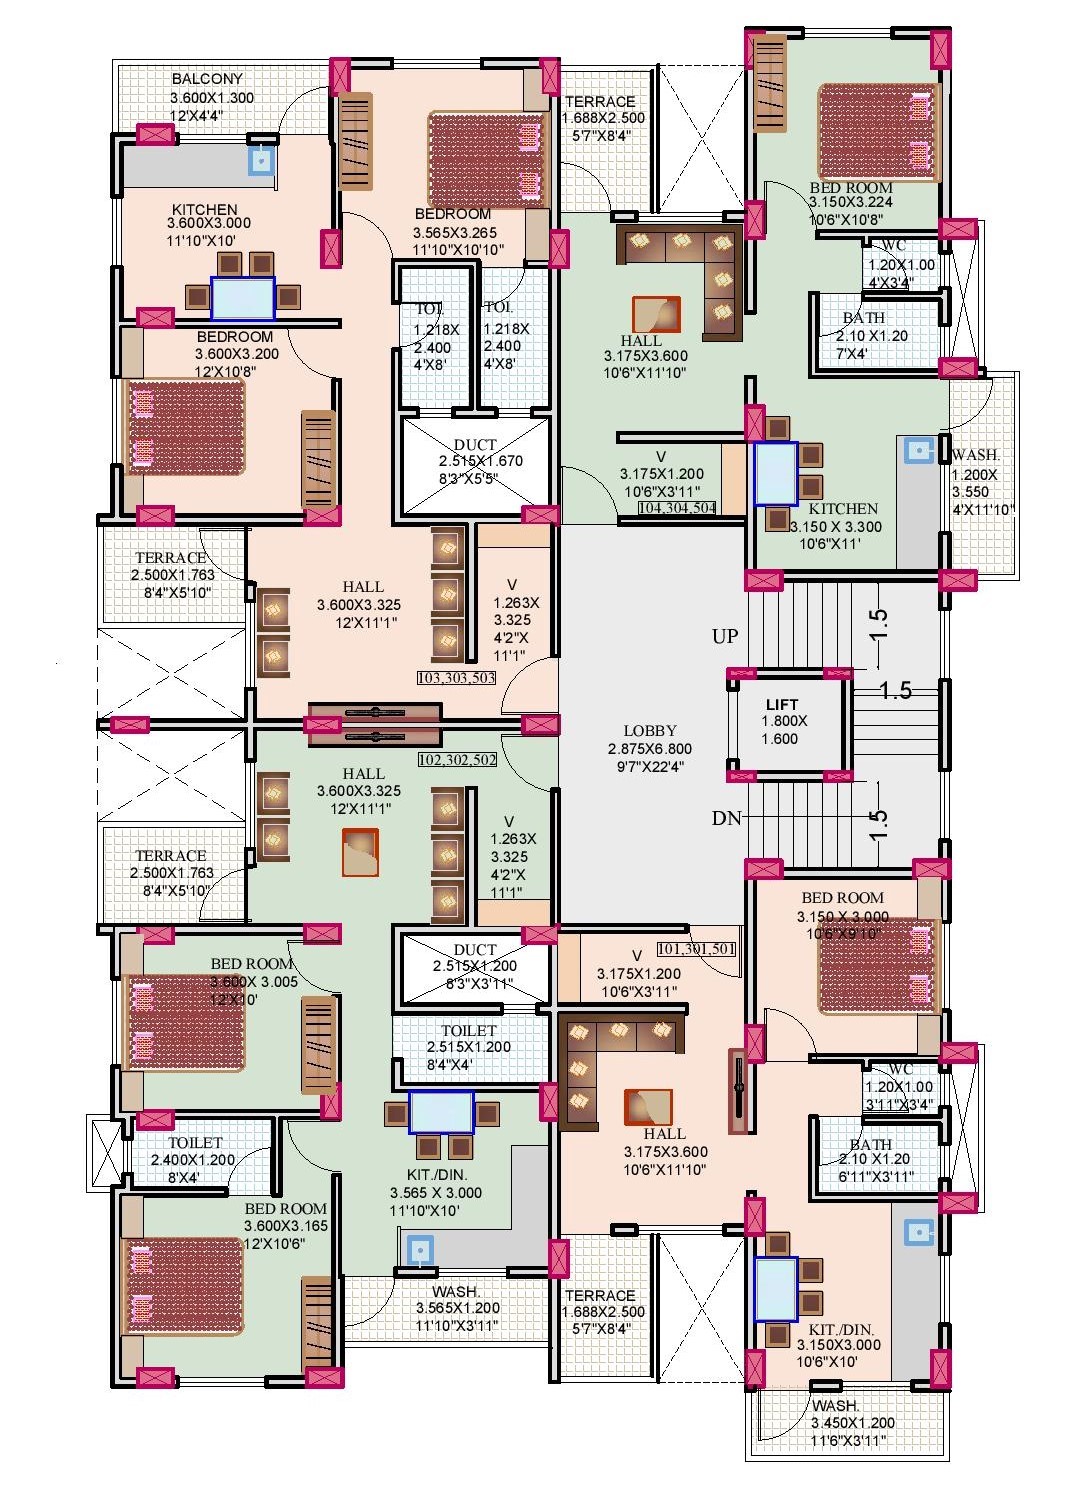 BALCONY
3.600X1.300
12'X4'4"
KITCHEN
3.600X3.000
11'10"X10'
BEDROOM
3.565X3.265
11'10"X10'10"
TERRACE
1.688X2.500
5'7"X8'4"
BED ROOM
3.150X3.224
10'6"X10'8"
WC
1.20X1.00
4'X3'4"
BATH
2.10 X1.20
7'X4'
BEDROOM
3.600X3.200
12'X10'8"
TOI.
1.218X
2.400
4'X8'
TOI.
1.218X
2.400
4'X8'
HALL
3.175X3.600
10'6"X11'10"
DUCT
2.515X1.670
8'3"X5'5"
V
3.175X1.200
10'6"X3'11"
104,304,504
KITCHEN
3.150 X 3.300
10'6"X11'
WASH.
1.200X
3.550
4'X11'10"
TERRACE
2.500X1.763
8'4"X5'10"
HALL
3.600X3.325
12'X11'1"
V
1.263X
3.325
4'2"X
11'1"
103,303,503
UP
1.5
1.5
LIFT
1.800X
1.600
LOBBY
2.875X6.800
9'7"X22'4"
DN
1.5
102,302,502
HALL
3.600X3.325
12'X11'1"
V
1.263X
3.325
4'2"X
11'1"
TERRACE
2.500X1.763
8'4"X5'10"
BED ROOM
3.150 X 3.000
10'6"X9'10"
101,301,501
V
3.175X1.200
10'6"X3'11"
DUCT
2.515X1.200
8'3"X3'11"
BED ROOM
3.600X 3.005
12'X10'
TOILET
2.515X1.200
8'4"X4'
WC
1.20X1.00
3'11"X3'4"
BATH
2.10 X1.20
6'11"X3'11"
HALL
3.175X3.600
10'6"X11'10"
TOILET
2.400X1.200
8'X4'
KIT./DIN.
3.565 X 3.000
11'10"X10'
BED ROOM
3.600X3.165
12'X10'6"
WASH.
3.565X1.200
11'10"X3'11"
TERRACE
1.688X2.500
5'7"X8'4"
KIT./DIN.
3.150X3.000
10'6"X10'
WASH.
3.450X1.200
11'6"X3'11"